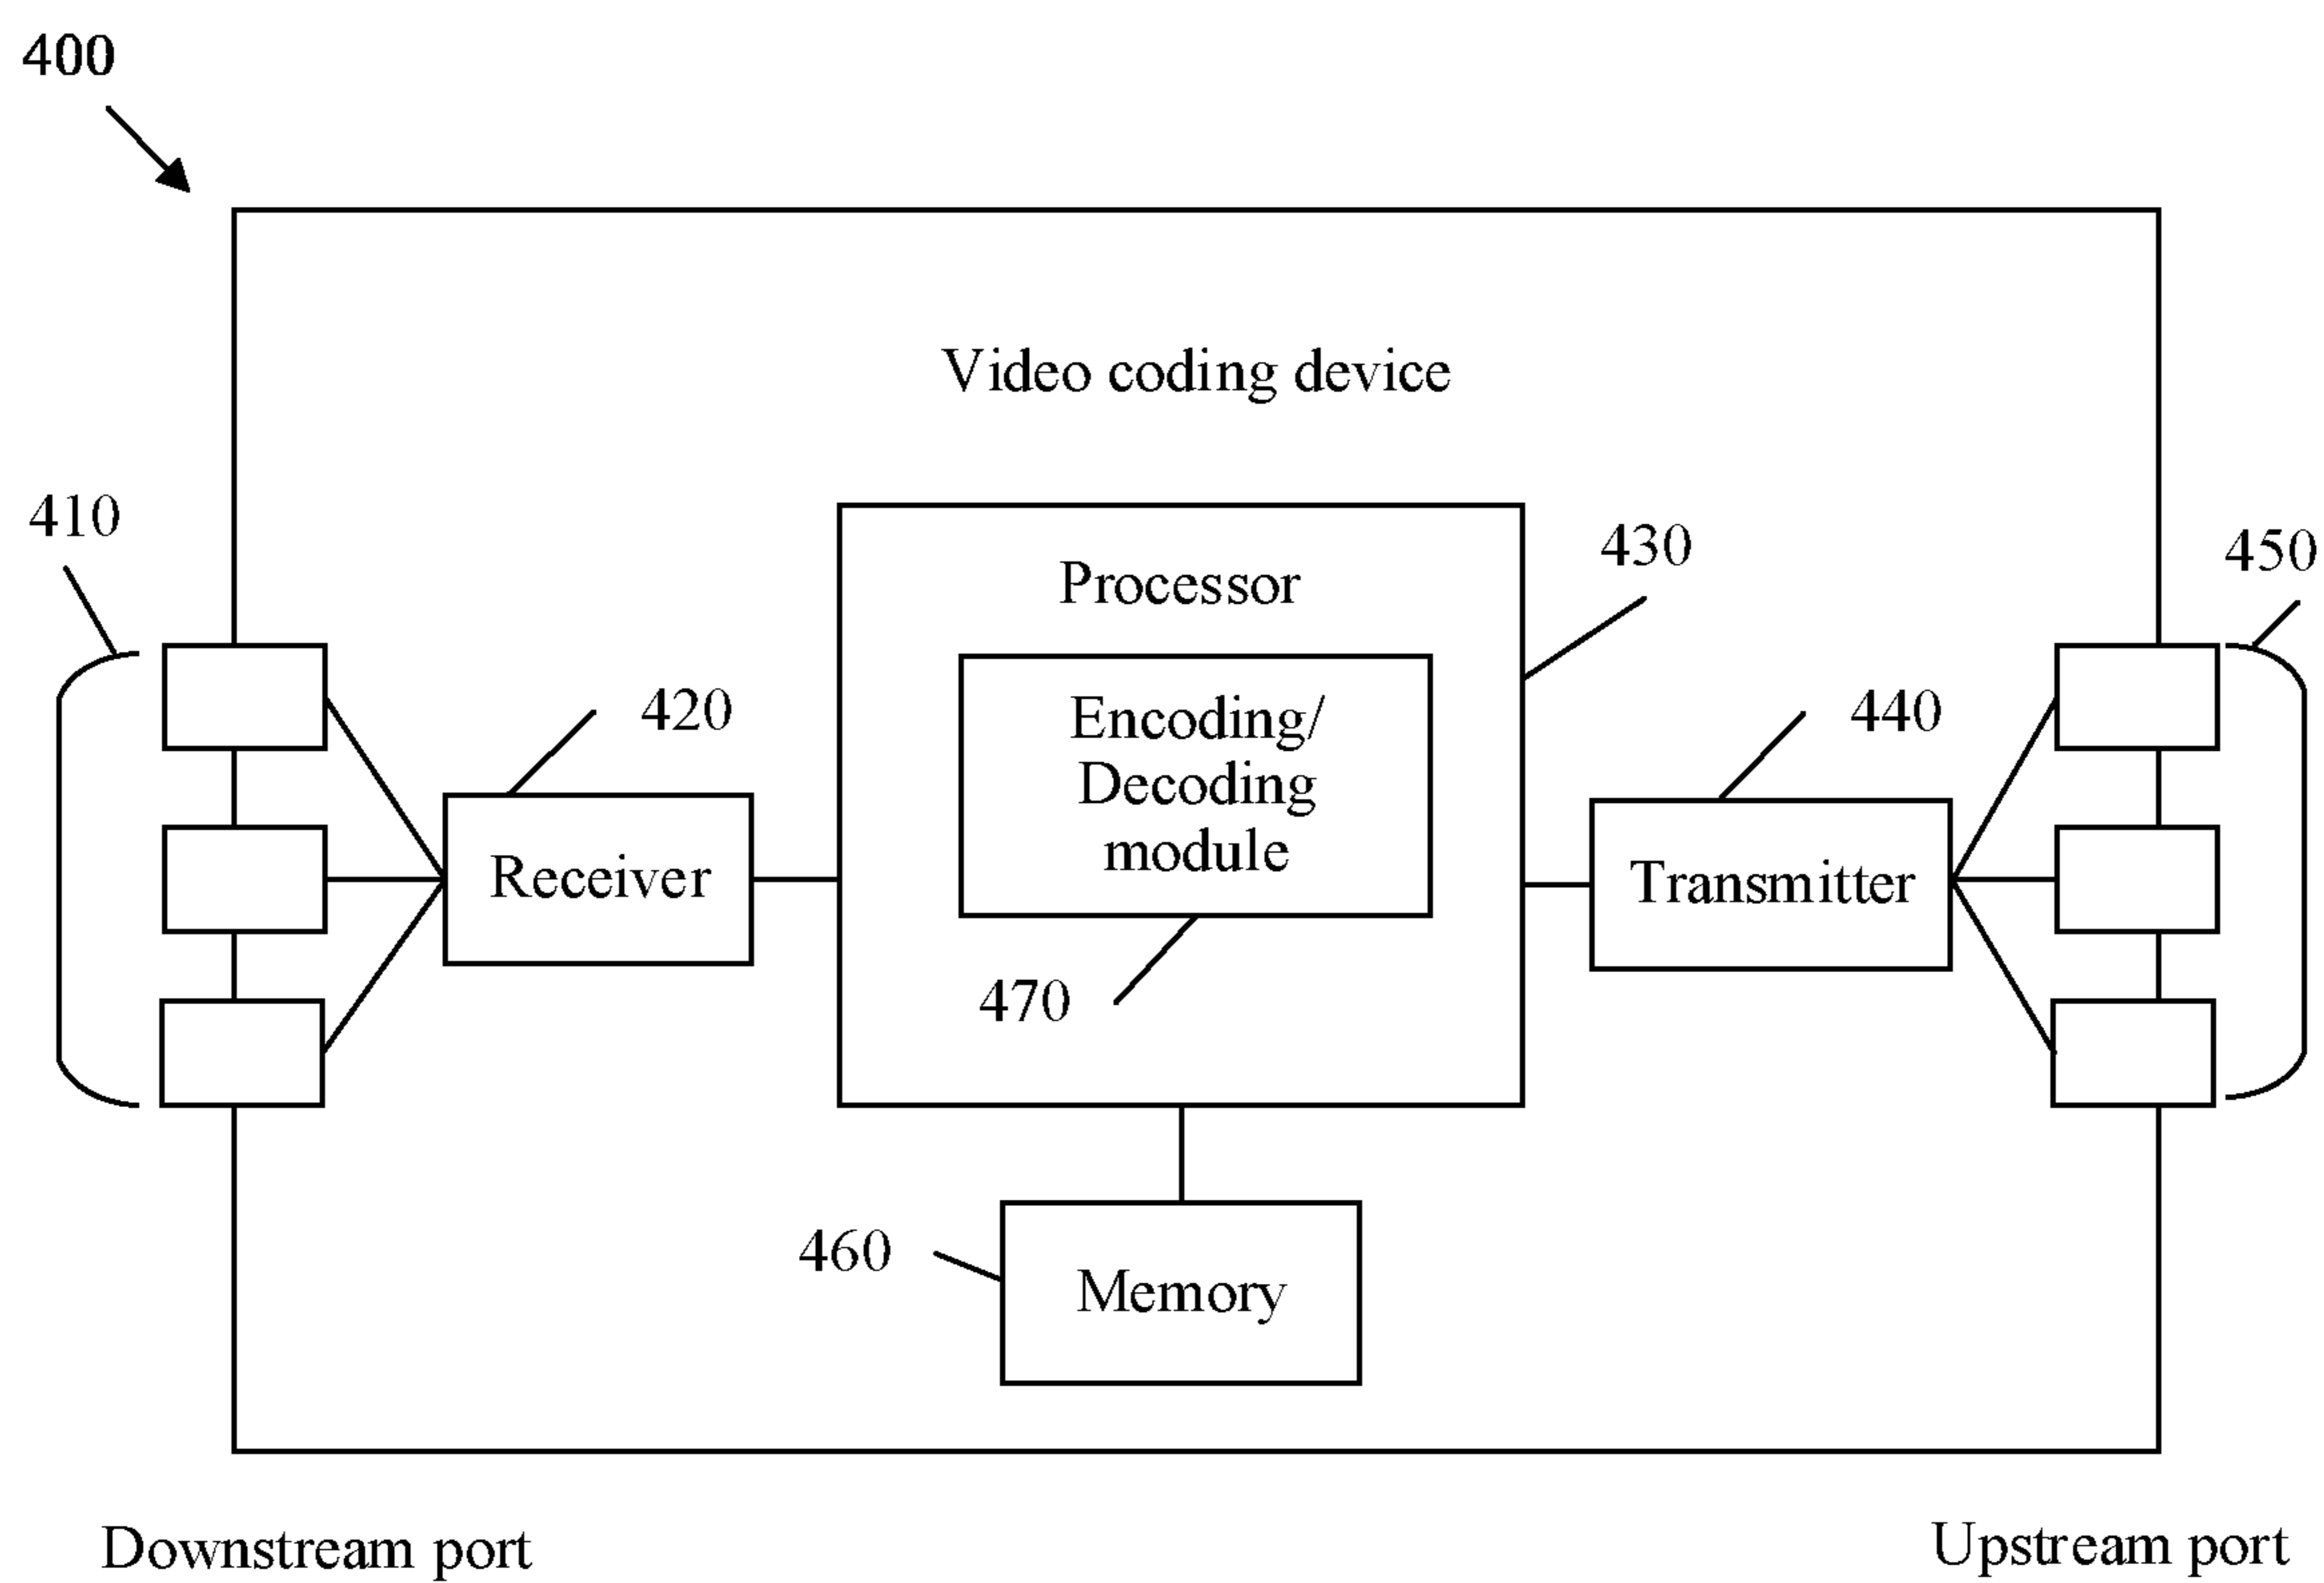 400
Video coding device
410
430
450
Processor
420
440
Encoding/
Decoding
module
Receiver
Transmitter
470
460
Memory
Downstream port
Upstream port